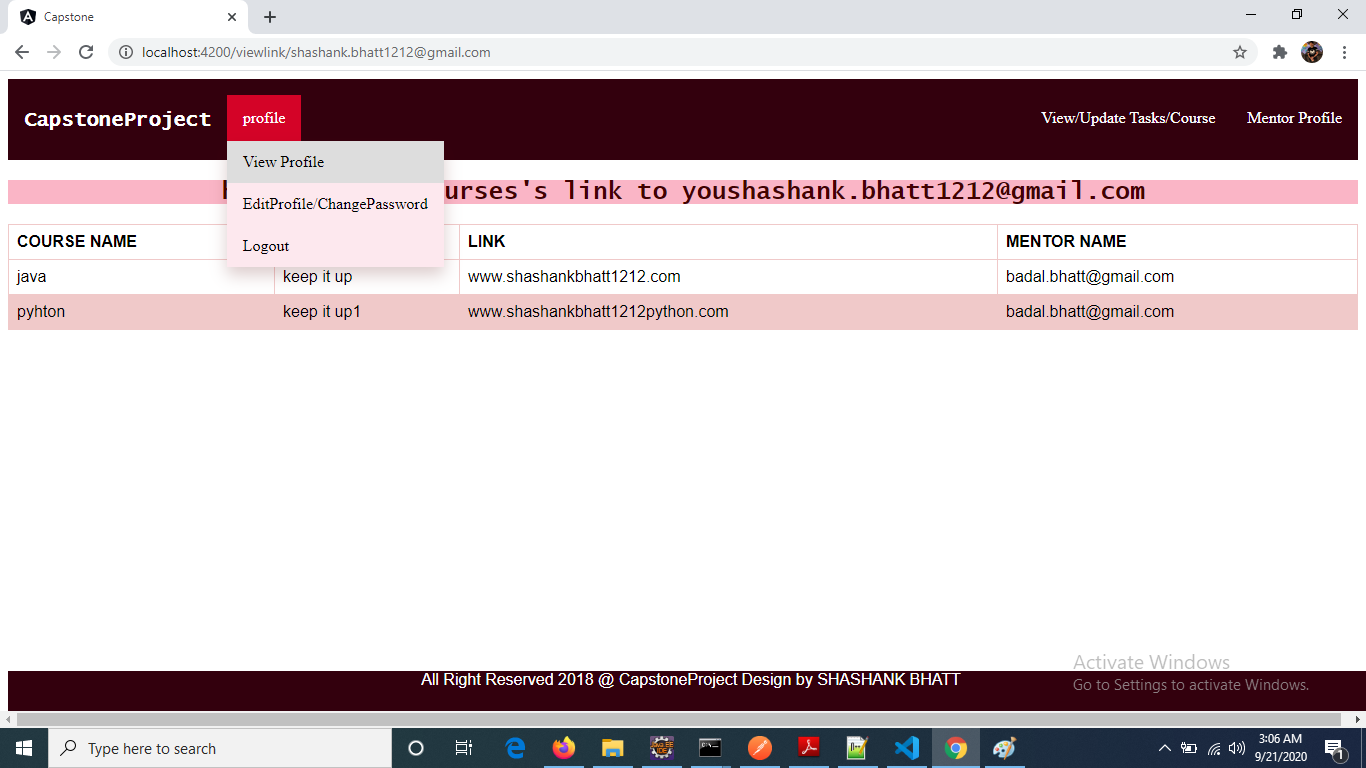 Capstone
localhost:4200/viewlink/shashank.bhatt1212@gmail.com
CapstoneProject profile View/Update Tasks/Course Mentor Profile
View Profile
link to youshashank.bhatt1212@gmail.com
EditProfile/ChangePassword
Logout
COURSE NAME LINK MENTOR NAME
java keep it up www.shashankbhatt1212.com badal.bhatt@gmail.com
pyhton keep it up1 www.shashankbhatt1212python.com badal.bhatt@gmail.com
Activate Windows
Go to Settings to activate Windows.
All Right Reserved 2018 @ CapstoneProject Design by SHASHANK BHATT
Type here to search
3:06 AM
9/21/2020
1